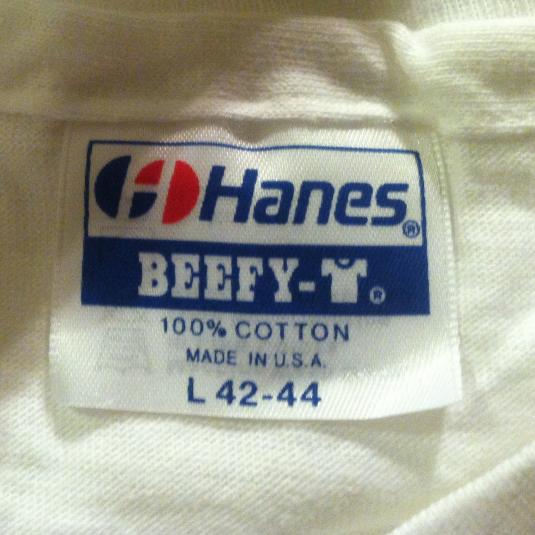 Hanes®
BEEFY-T®
100% COTTON
MADE IN U.S.A.
L 42-44